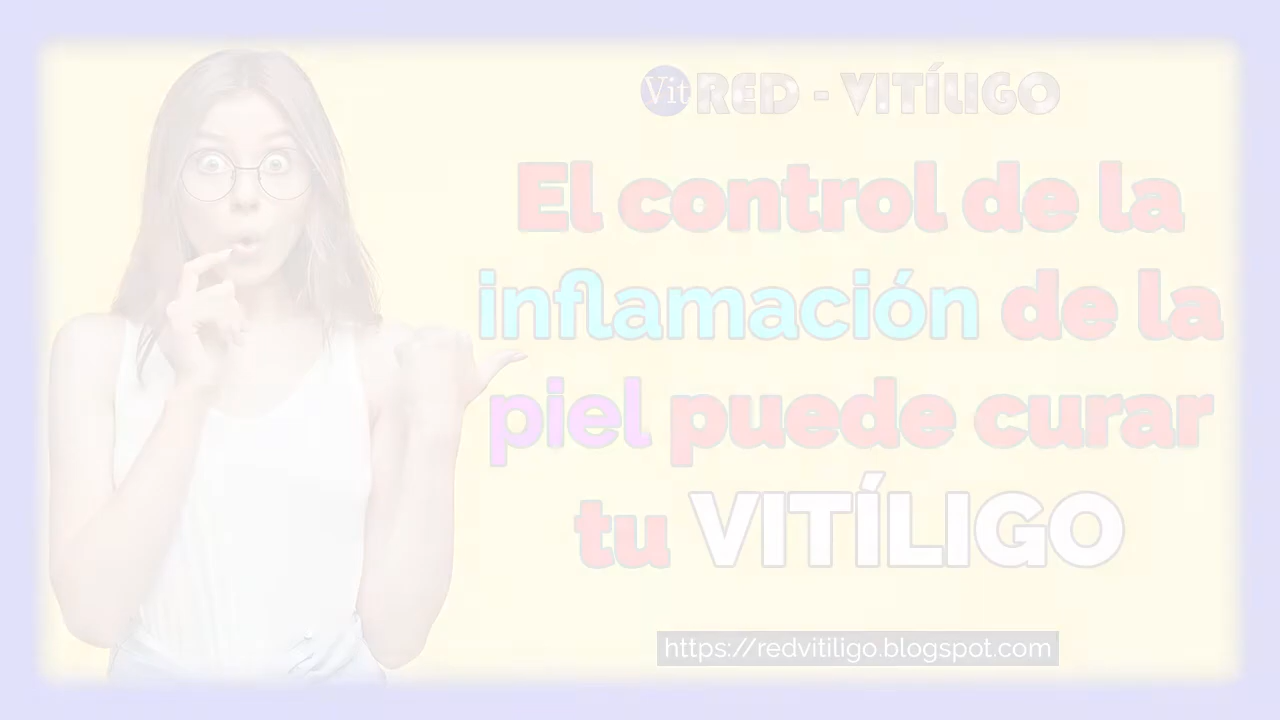 Vit RED - VITÍLIGO
El control de la
inflamación de la
piel puede curar
tu VITÍLIGO
https://redvitiligo.blogspot.com